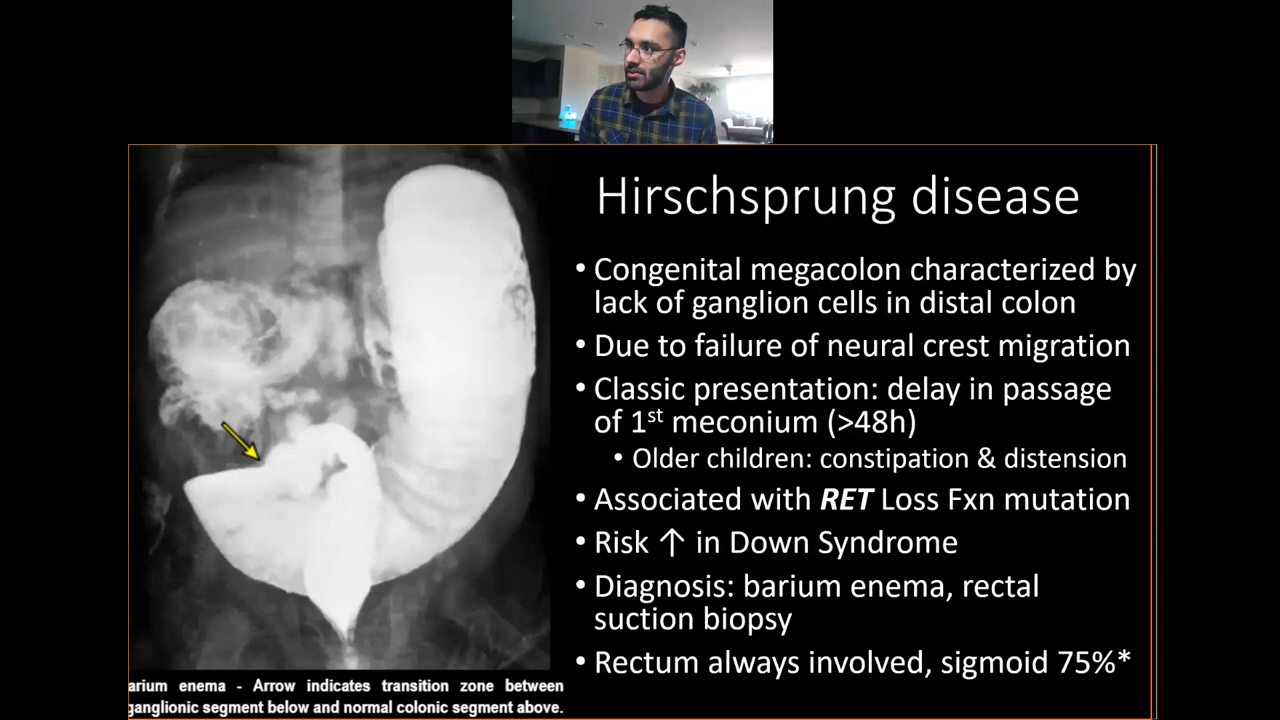 Hirschsprung disease
• Congenital megacolon characterized by
lack of ganglion cells in distal colon
• Due to failure of neural crest migration
• Classic presentation: delay in passage
of 1st meconium (>48h)
• Older children: constipation & distension
• Associated with RET Loss Fxn mutation
• Risk ↑ in Down Syndrome
• Diagnosis: barium enema, rectal
suction biopsy
• Rectum always involved, sigmoid 75%*
arium enema - Arrow indicates transition zone between
ganglionic segment below and normal colonic segment above.